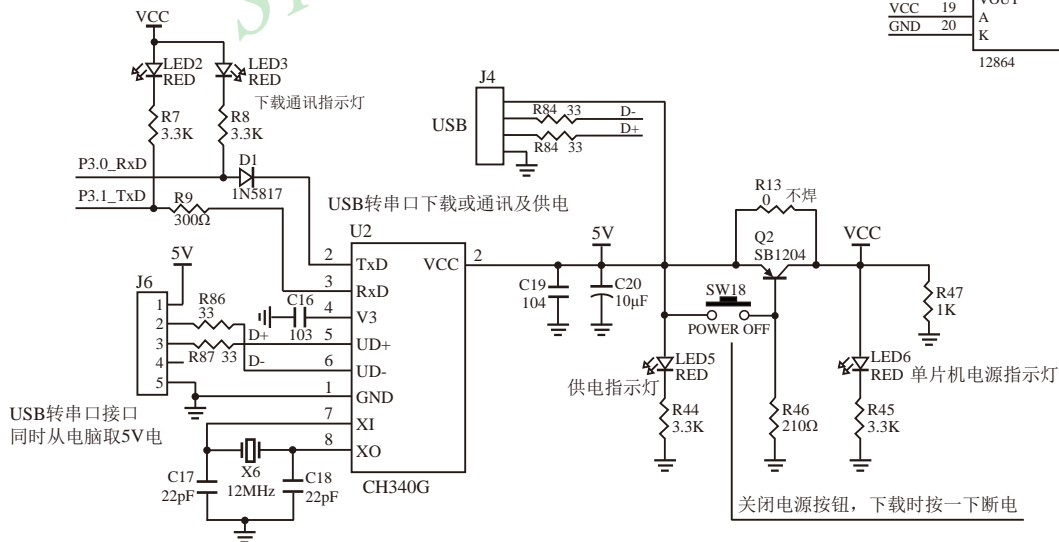 VCC
LED2
RED
LED3
RED
下载通讯指示灯
R7
3.3K
R8
3.3K
P3.0_RxD
D1
1N5817
P3.1_TxD
R9
300Ω
USB转串口下载或通讯及供电
VCC 19 A
GND 20 K
12864
J4
USB
R84 33 D-
R84 33 D+
U2
2 TxD
3 RxD
4 V3
5 UD+
6 UD-
1 GND
7 XI
8 XO
VCC 2
CH340G
5V
J6
1
2
3
4
5
R86
33
D+
R87 33
D-
C16
103
USB转串口接口
同时从电脑取5V电
C17
22pF
X6
12MHz
C18
22pF
5V
C19
104
C20
10μF
R13
0 不焊
Q2
SB1204
VCC
SW18
POWER OFF
R47
1K
LED5
RED
供电指示灯
R44
3.3K
R46
210Ω
LED6
RED 单片机电源指示灯
R45
3.3K
关闭电源按钮，下载时按一下断电